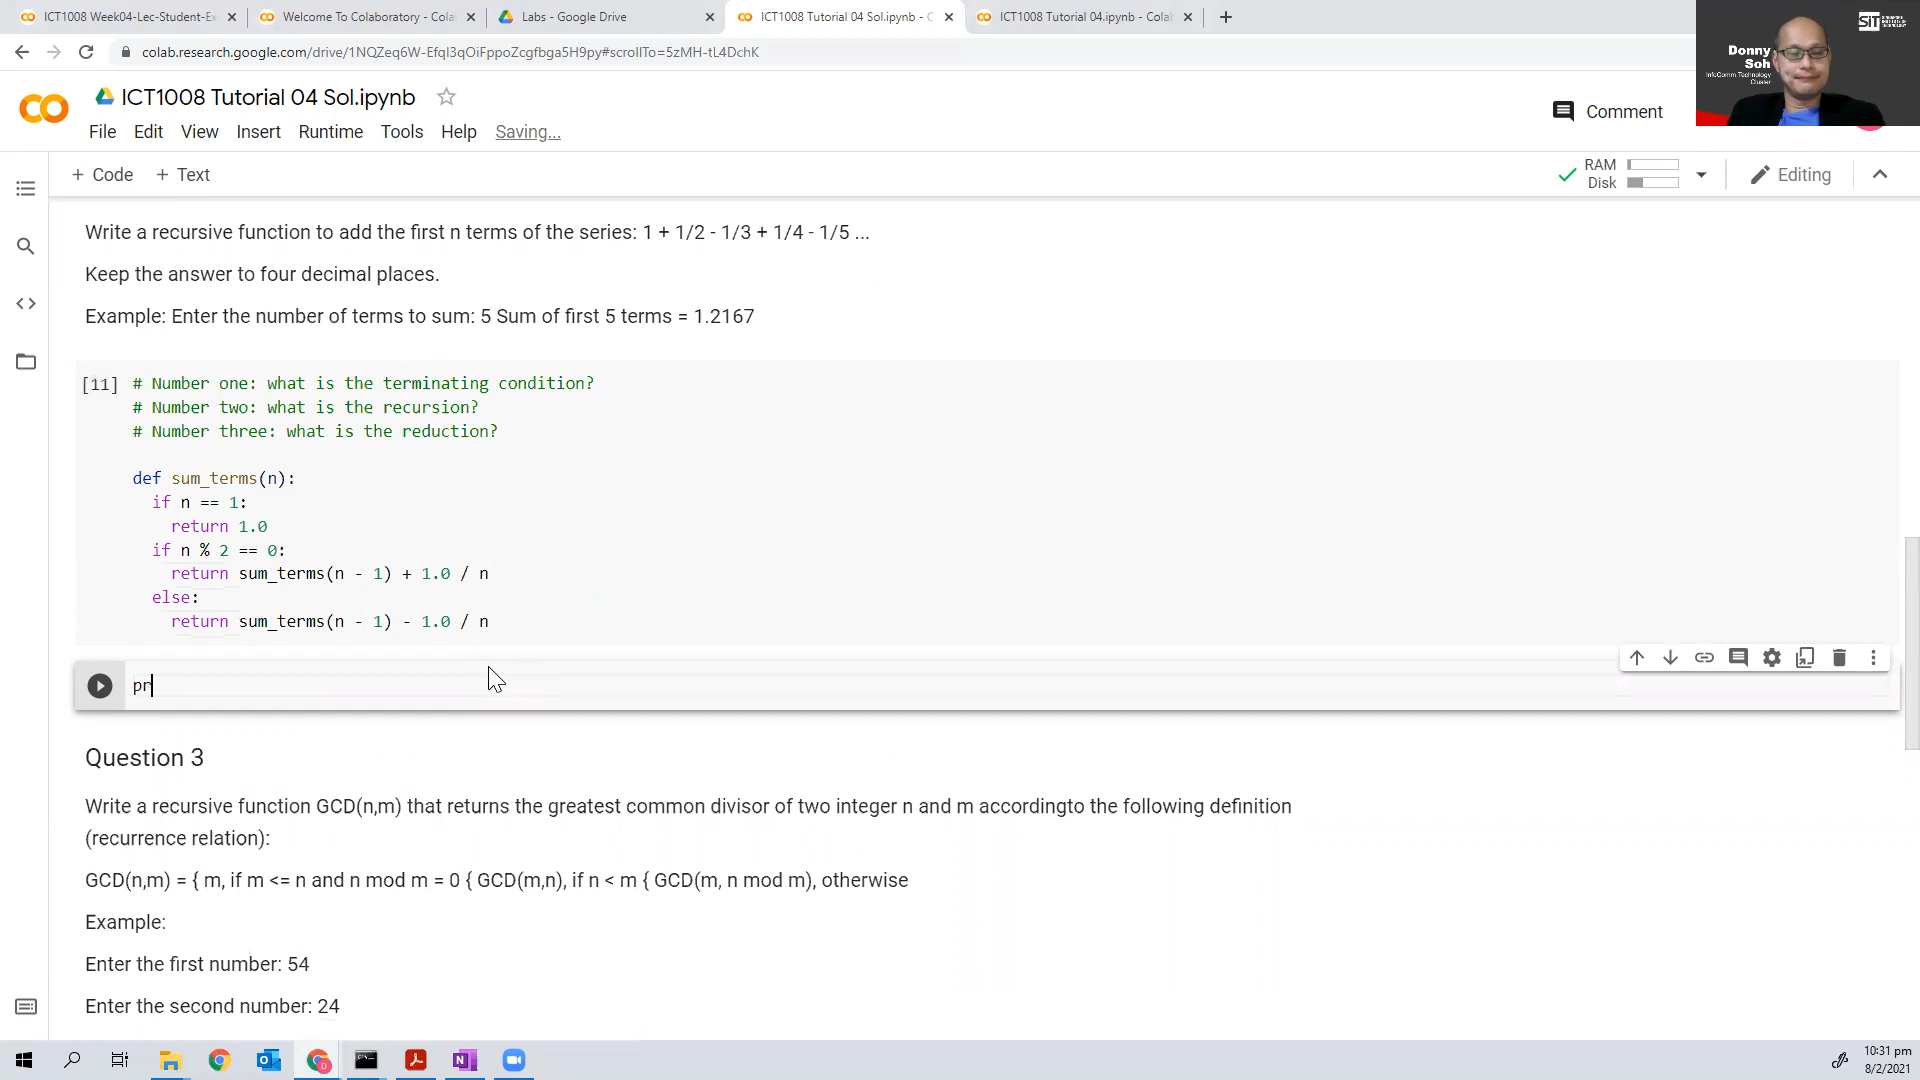 ICT1008 Week04-Lec-Student-Ex
Welcome To Colaboratory - Cola
Labs - Google Drive
ICT1008 Tutorial 04 Sol.ipynb - C
ICT1008 Tutorial 04.ipynb - Cola
colab.research.google.com/drive/1NQZeq6W-Efql3qOiFppoZcgfbga5H9py#scrollTo=5zMH-tL4DchK
Donny
Soh
InfoComm Technology
Cluster
SiT
ICT1008 Tutorial 04 Sol.ipynb
Comment
File Edit View Insert Runtime Tools Help Saving...
+ Code + Text
RAM
Disk
Editing
Write a recursive function to add the first n terms of the series: 1 + 1/2 - 1/3 + 1/4 - 1/5 ...
Keep the answer to four decimal places.
Example: Enter the number of terms to sum: 5 Sum of first 5 terms = 1.2167
[11] # Number one: what is the terminating condition?
# Number two: what is the recursion?
# Number three: what is the reduction?
def sum_terms(n):
if n == 1:
return 1.0
if n % 2 == 0:
return sum_terms(n - 1) + 1.0 / n
else:
return sum_terms(n - 1) - 1.0 / n
pr
Question 3
Write a recursive function GCD(n,m) that returns the greatest common divisor of two integer n and m accordingto the following definition
(recurrence relation):
GCD(n,m) = { m, if m <= n and n mod m = 0 { GCD(m,n), if n < m { GCD(m, n mod m), otherwise
Example:
Enter the first number: 54
Enter the second number: 24
10:31 pm
8/2/2021